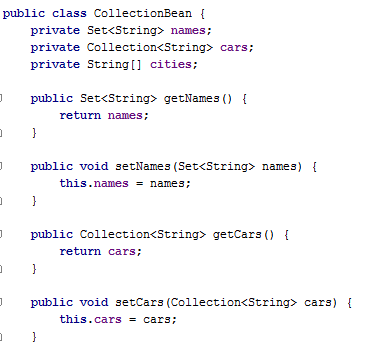 public class CollectionBean {
    private Set<String> names;
    private Collection<String> cars;
    private String[] cities;

    public Set<String> getNames() {
        return names;
    }

    public void setNames(Set<String> names) {
        this.names = names;
    }

    public Collection<String> getCars() {
        return cars;
    }

    public void setCars(Collection<String> cars) {
        this.cars = cars;
    }